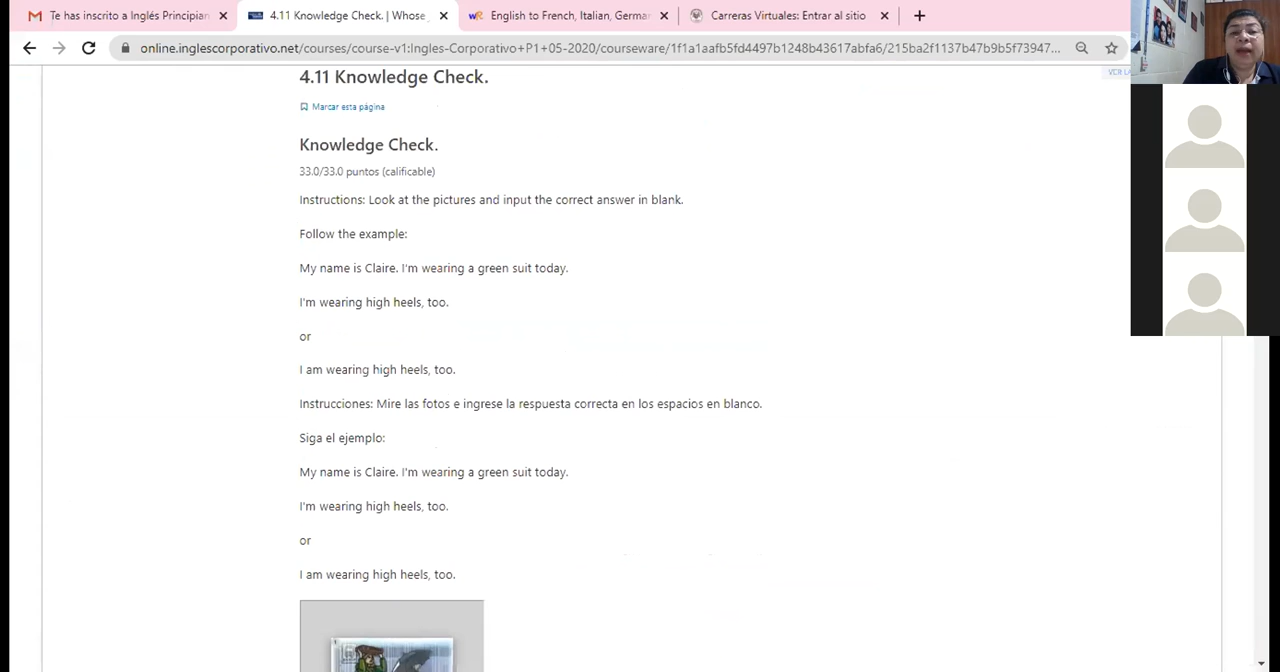 Te has inscrito a Inglés Principian
4.11 Knowledge Check. | Whose
English to French, Italian, Germa
Carreras Virtuales: Entrar al sitio
online.inglescorporativo.net/courses/course-v1:Ingles-Corporativo+P1+05-2020/courseware/1f1a1aafb5fd4497b1248b43617abfa6/215ba2f1137b47b9b5f73947...
VER LA
4.11 Knowledge Check.
Marcar esta página
Knowledge Check.
33.0/33.0 puntos (calificable)
Instructions: Look at the pictures and input the correct answer in blank.
Follow the example:
My name is Claire. I'm wearing a green suit today.
I'm wearing high heels, too.
or
I am wearing high heels, too.
Instrucciones: Mire las fotos e ingrese la respuesta correcta en los espacios en blanco.
Siga el ejemplo:
My name is Claire. I'm wearing a green suit today.
I'm wearing high heels, too.
or
I am wearing high heels, too.